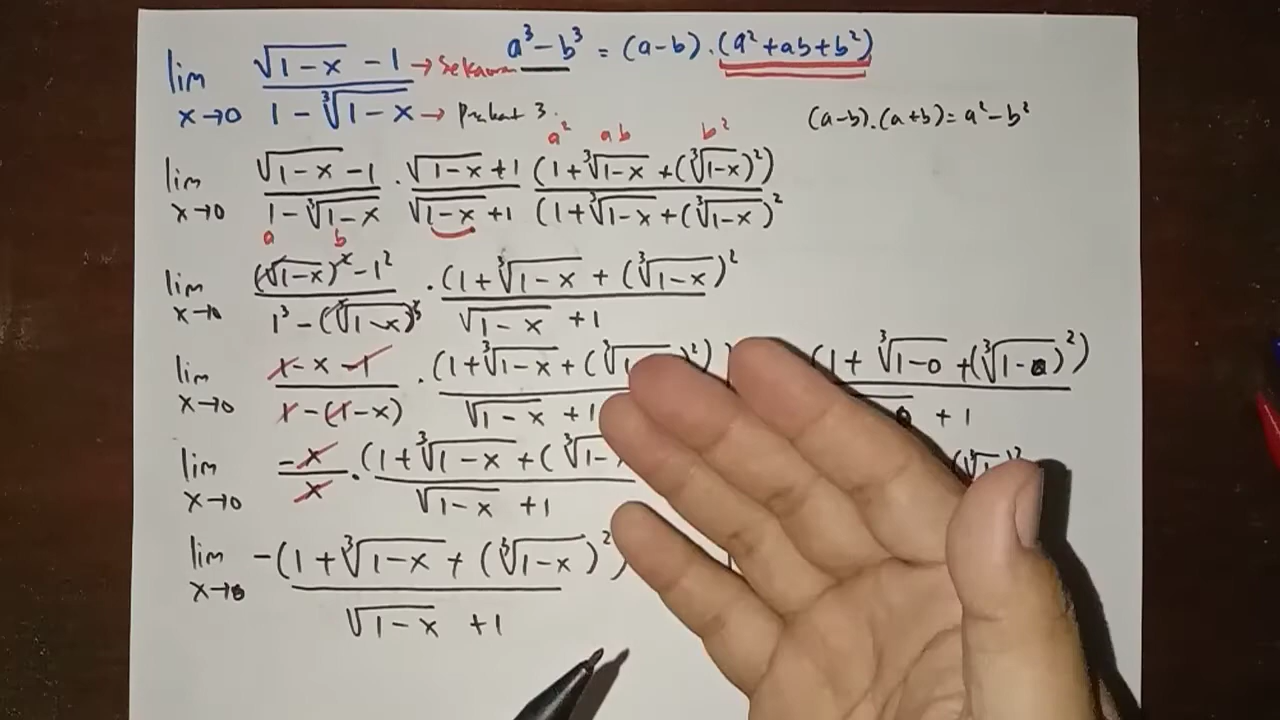 lim x→0 √(1-x) - 1 → Sekawan
1 - ∛(1-x) → Pangkat 3
a³-b³ = (a-b).(a²+ab+b²)
(a-b).(a+b) = a²-b²
a² ab b²
lim x→0 √(1-x) - 1 . √(1-x) + 1 (1+∛(1-x) + (∛(1-x))²)
1 - ∛(1-x) √(1-x) + 1 (1+∛(1-x) + (∛(1-x))²
a b
lim x→0 (√(1-x))² - 1² . (1+∛(1-x) + (∛(1-x))²
1³ - (∛(1-x))³ √(1-x) + 1
lim x→0 1-x-1 . (1+∛(1-x) + (∛(1 )²)
1-(1-x) √(1-x) + 1
(1+ ∛(1-0) + (∛(1-0))²)
0 + 1
lim x→0 -x . (1+∛(1-x) + (∛(1-
x √(1-x) + 1
lim x→0 -(1+∛(1-x) + (∛(1-x))²)
√(1-x) + 1